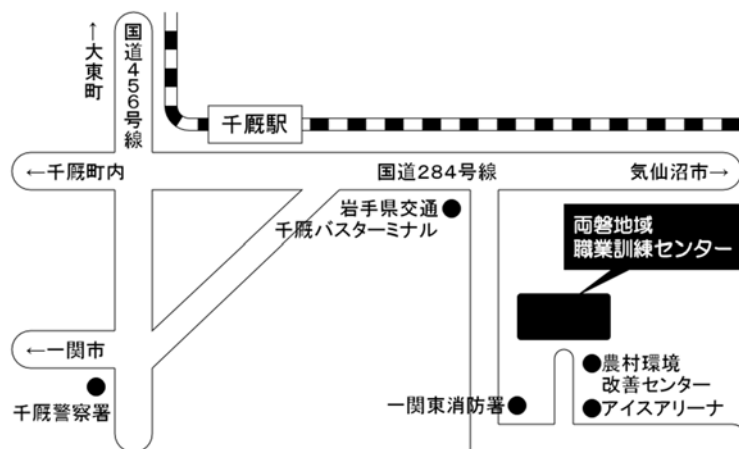 ↑大東町
国道456号線
千厩駅
←千厩町内
国道284号線
気仙沼市→
岩手県交通
千厩バスターミナル
両磐地域
職業訓練センター
←一関市
農村環境
改善センター
千厩警察署
一関東消防署
アイスアリーナ